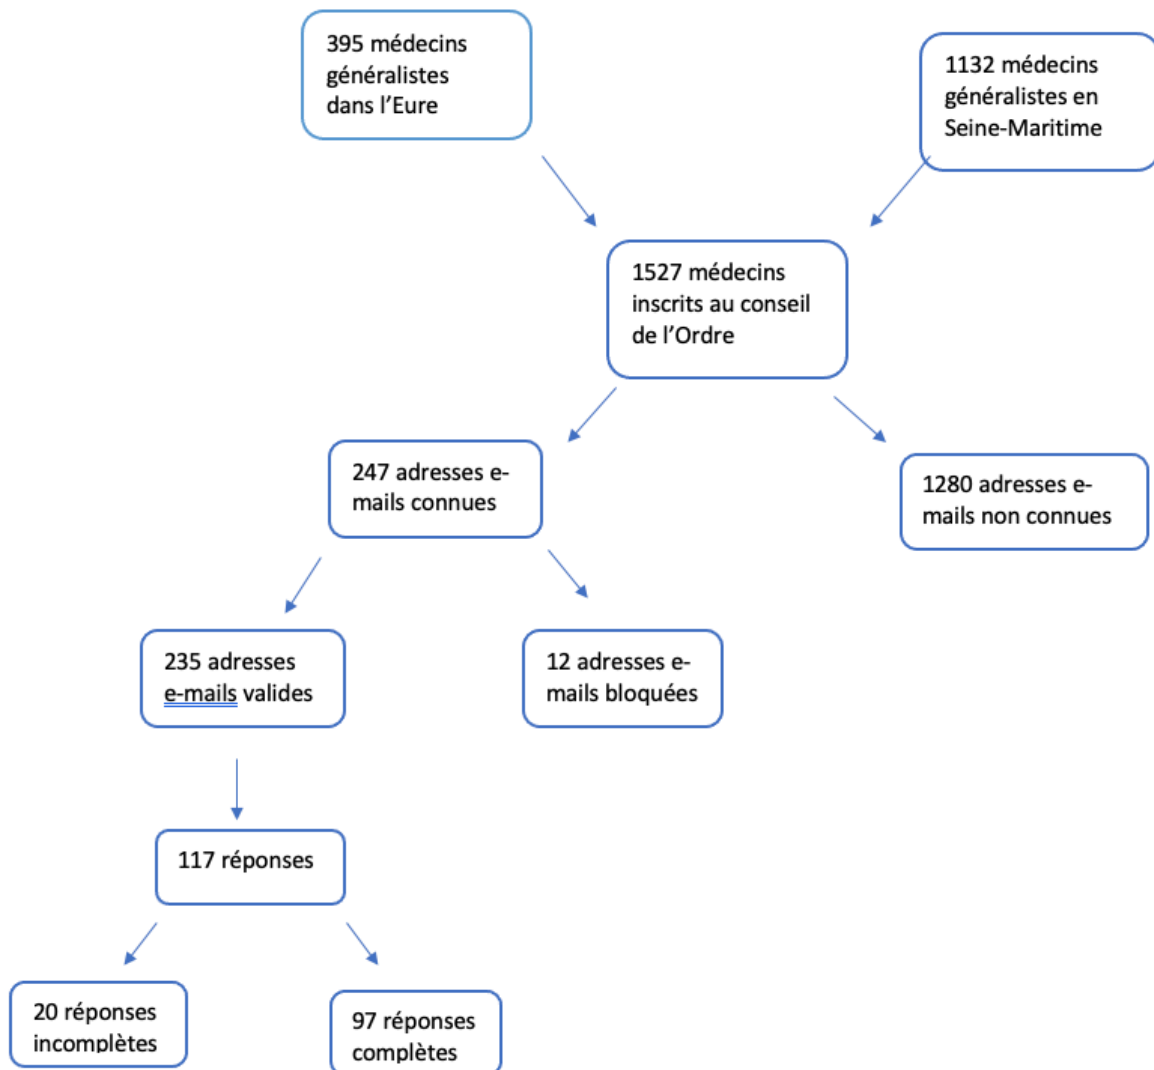 395 médecins
généralistes
dans l'Eure
1132 médecins
généralistes en
Seine-Maritime
1527 médecins
inscrits au conseil
de l'Ordre
247 adresses e-
mails connues
1280 adresses e-
mails non connues
235 adresses
e-mails valides
12 adresses e-
mails bloquées
117 réponses
20 réponses
incomplètes
97 réponses
complètes